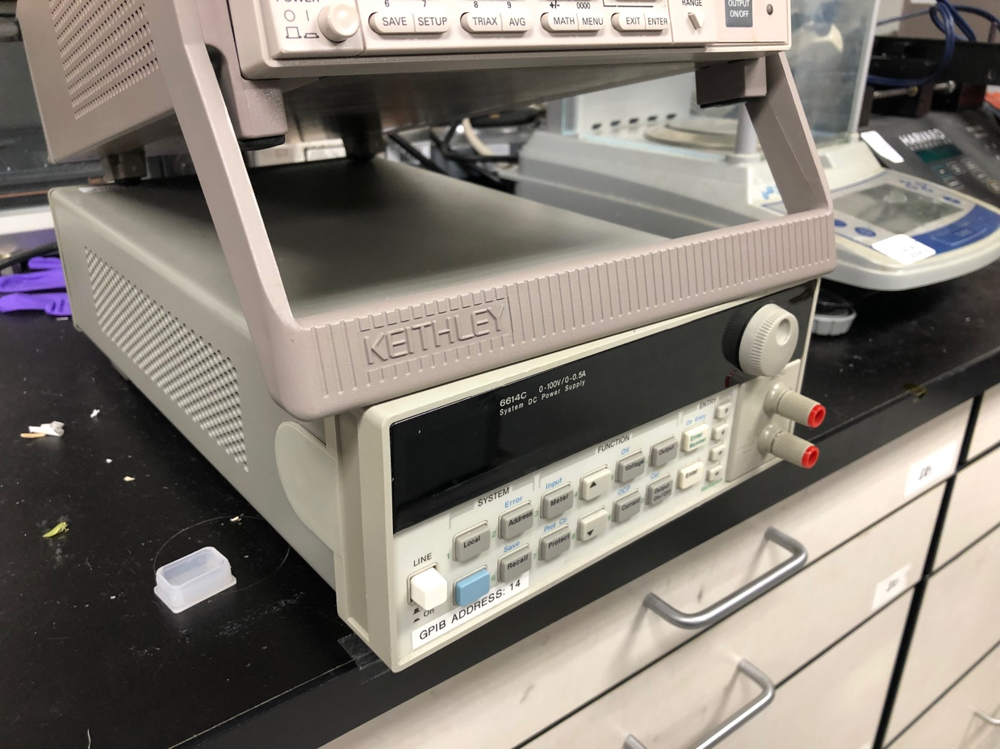 POWER
6 7 8 9 +/- 0000
SAVE SETUP TRIAX AVG MATH MENU EXIT ENTER
RANGE
OUTPUT
ON/OFF
HARVARD
KEITHLEY
6614C 0-100V/0-0.5A
System DC Power Supply
SYSTEM
FUNCTION
ENTRY
Error
Input
OV
Clr Entry
Local
Address
Meter
Voltage
Output
Enter
Number
Save
Prot Clr
OCP
Recall
Protect
Current
Output
On/Off
Enter
LINE
On
GPIB ADDRESS: 14